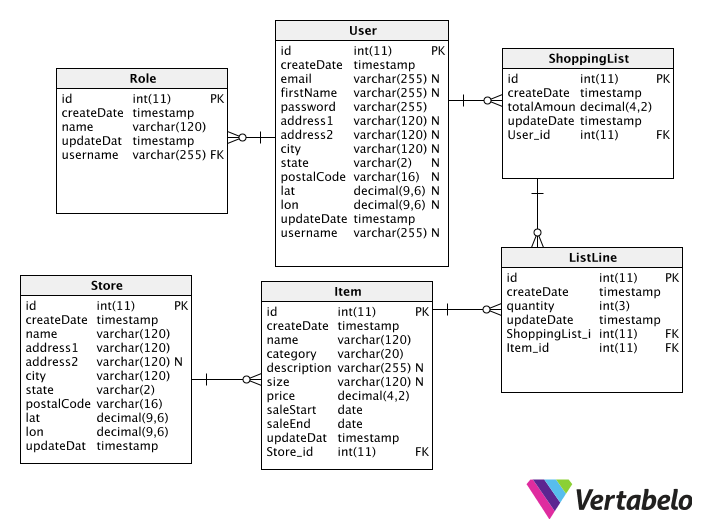 User
id int(11) PK
createDate timestamp
email varchar(255) N
firstName varchar(255) N
password varchar(255)
address1 varchar(120) N
address2 varchar(120) N
city varchar(120) N
state varchar(2) N
postalCode varchar(16) N
lat decimal(9,6) N
lon decimal(9,6) N
updateDate timestamp
username varchar(255) N
ShoppingList
id int(11) PK
createDate timestamp
totalAmoun decimal(4,2)
updateDate timestamp
User_id int(11) FK
Role
id int(11) PK
createDate timestamp
name varchar(120)
updateDat timestamp
username varchar(255) FK
ListLine
id int(11) PK
createDate timestamp
quantity int(3)
updateDate timestamp
ShoppingList_i int(11) FK
Item_id int(11) FK
Store
id int(11) PK
createDate timestamp
name varchar(120)
address1 varchar(120)
address2 varchar(120) N
city varchar(120)
state varchar(2)
postalCode varchar(16)
lat decimal(9,6)
lon decimal(9,6)
updateDat timestamp
Item
id int(11) PK
createDate timestamp
name varchar(120)
category varchar(20)
description varchar(255) N
size varchar(120) N
price decimal(4,2)
saleStart date
saleEnd date
updateDat timestamp
Store_id int(11) FK
Vertabelo